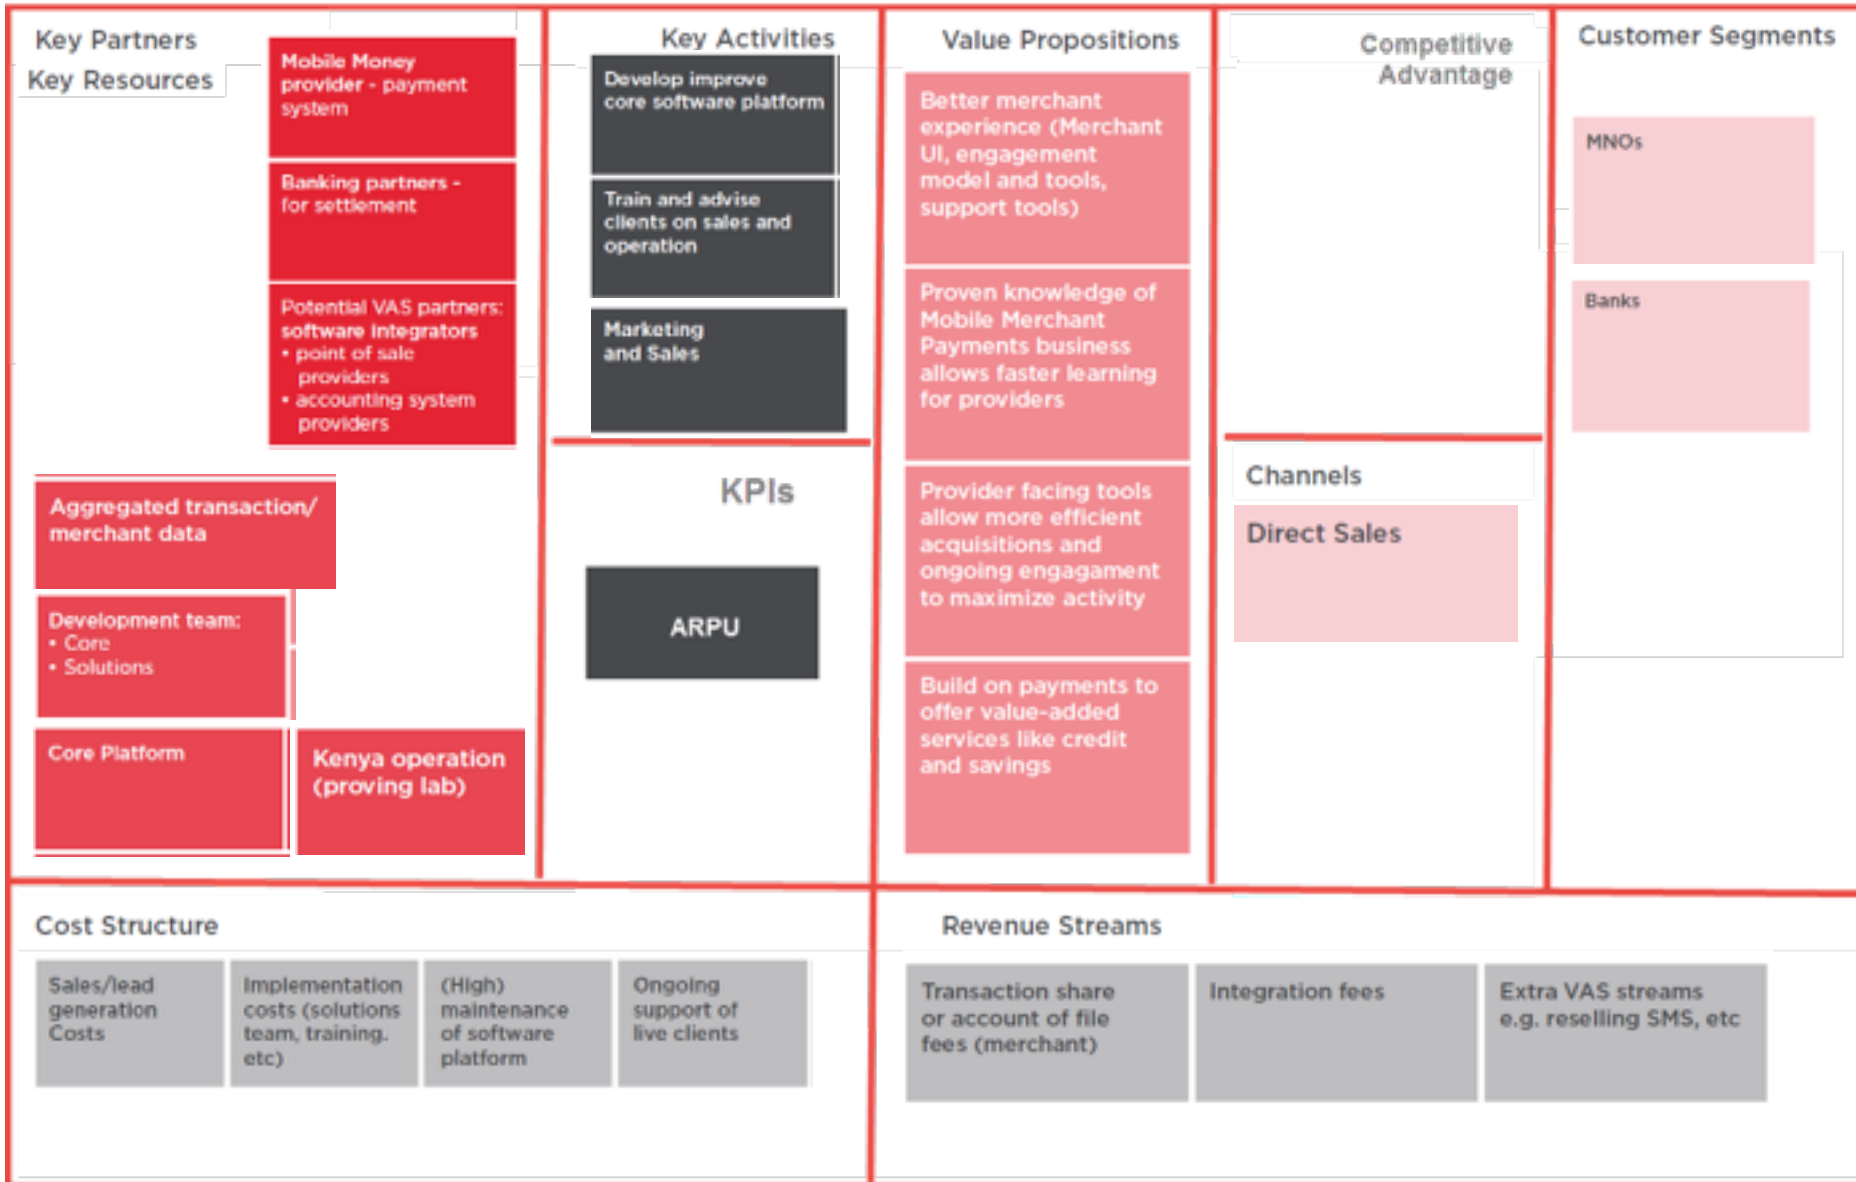 Key Partners
Key Resources
Mobile Money
provider - payment
system
Banking partners -
for settlement
Potential VAS partners:
software integrators
• point of sale
providers
• accounting system
providers
Aggregated transaction/
merchant data
Development team:
• Core
• Solutions
Core Platform
Kenya operation
(proving lab)
Key Activities
Develop improve
core software platform
Train and advise
clients on sales and
operation
Marketing
and Sales
KPIs
ARPU
Value Propositions
Better merchant
experience (Merchant
UI, engagement
model and tools,
support tools)
Proven knowledge of
Mobile Merchant
Payments business
allows faster learning
for providers
Provider facing tools
allow more efficient
acquisitions and
ongoing engagament
to maximize activity
Build on payments to
offer value-added
services like credit
and savings
Competitive
Advantage
Channels
Direct Sales
Customer Segments
MNOs
Banks
Cost Structure
Sales/lead
generation
Costs
Implementation
costs (solutions
team, training.
etc)
(High)
maintenance
of software
platform
Ongoing
support of
live clients
Revenue Streams
Transaction share
or account of file
fees (merchant)
Integration fees
Extra VAS streams
e.g. reselling SMS, etc